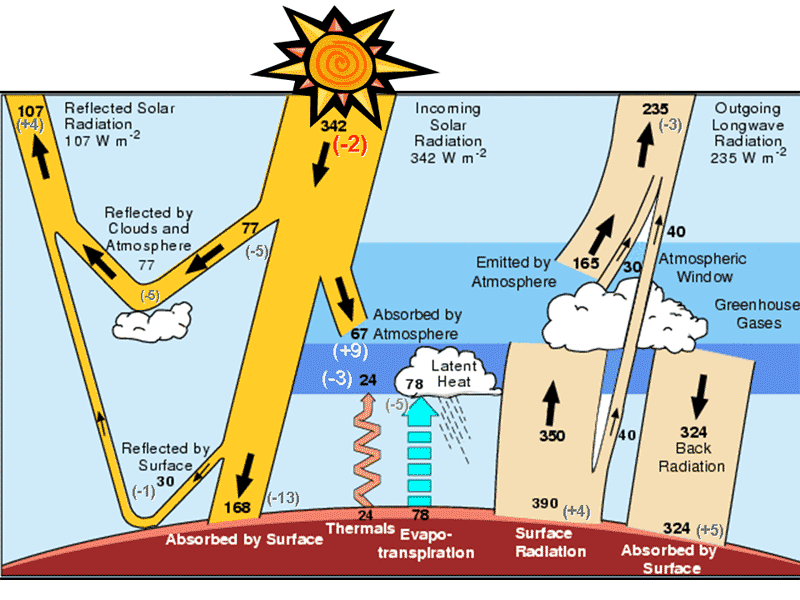 107
(+4)
Reflected Solar
Radiation
107 W m-2
342
(-2)
Incoming
Solar
Radiation
342 W m-2
235
(-3)
Outgoing
Longwave
Radiation
235 W m-2
Reflected by
Clouds and
Atmosphere
77
(-5)
77
(-5)
Emitted by
Atmosphere
165
30
40
Atmospheric
Window
Greenhouse
Gases
Absorbed by
Atmosphere
67
(+9)
(-3) 24
78
Latent
Heat
(-5)
350
40
324
Back
Radiation
Reflected by
Surface
30
(-1)
168
(-13)
390
(+4)
324
(+5)
24
78
Absorbed by Surface
Thermals
Evapo-
transpiration
Surface
Radiation
Absorbed by
Surface